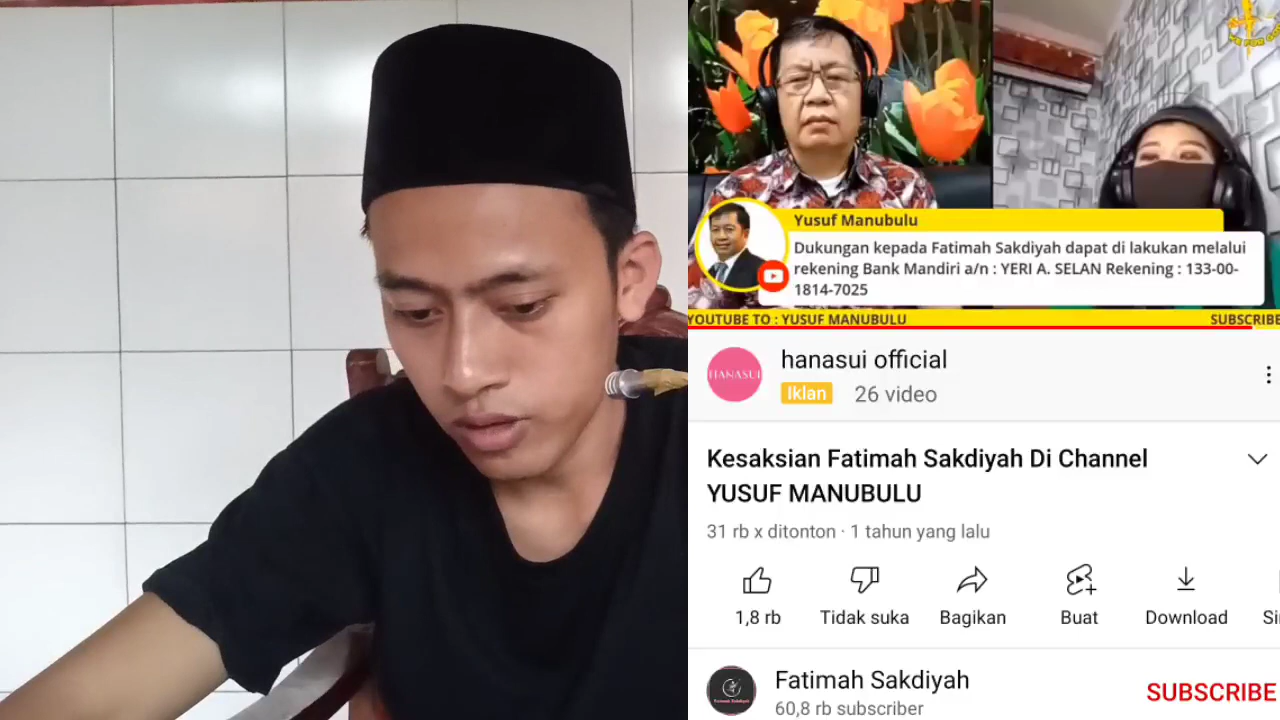 Yusuf Manubulu
Dukungan kepada Fatimah Sakdiyah dapat di lakukan melalui
rekening Bank Mandiri a/n : YERI A. SELAN Rekening : 133-00-
1814-7025
YOUTUBE TO : YUSUF MANUBULU
SUBSCRIBE
HANASUI
hanasui official
Iklan
26 video
Kesaksian Fatimah Sakdiyah Di Channel
YUSUF MANUBULU
31 rb x ditonton · 1 tahun yang lalu
1,8 rb
Tidak suka
Bagikan
Buat
Download
Fatimah Sakdiyah
60,8 rb subscriber
SUBSCRIBE